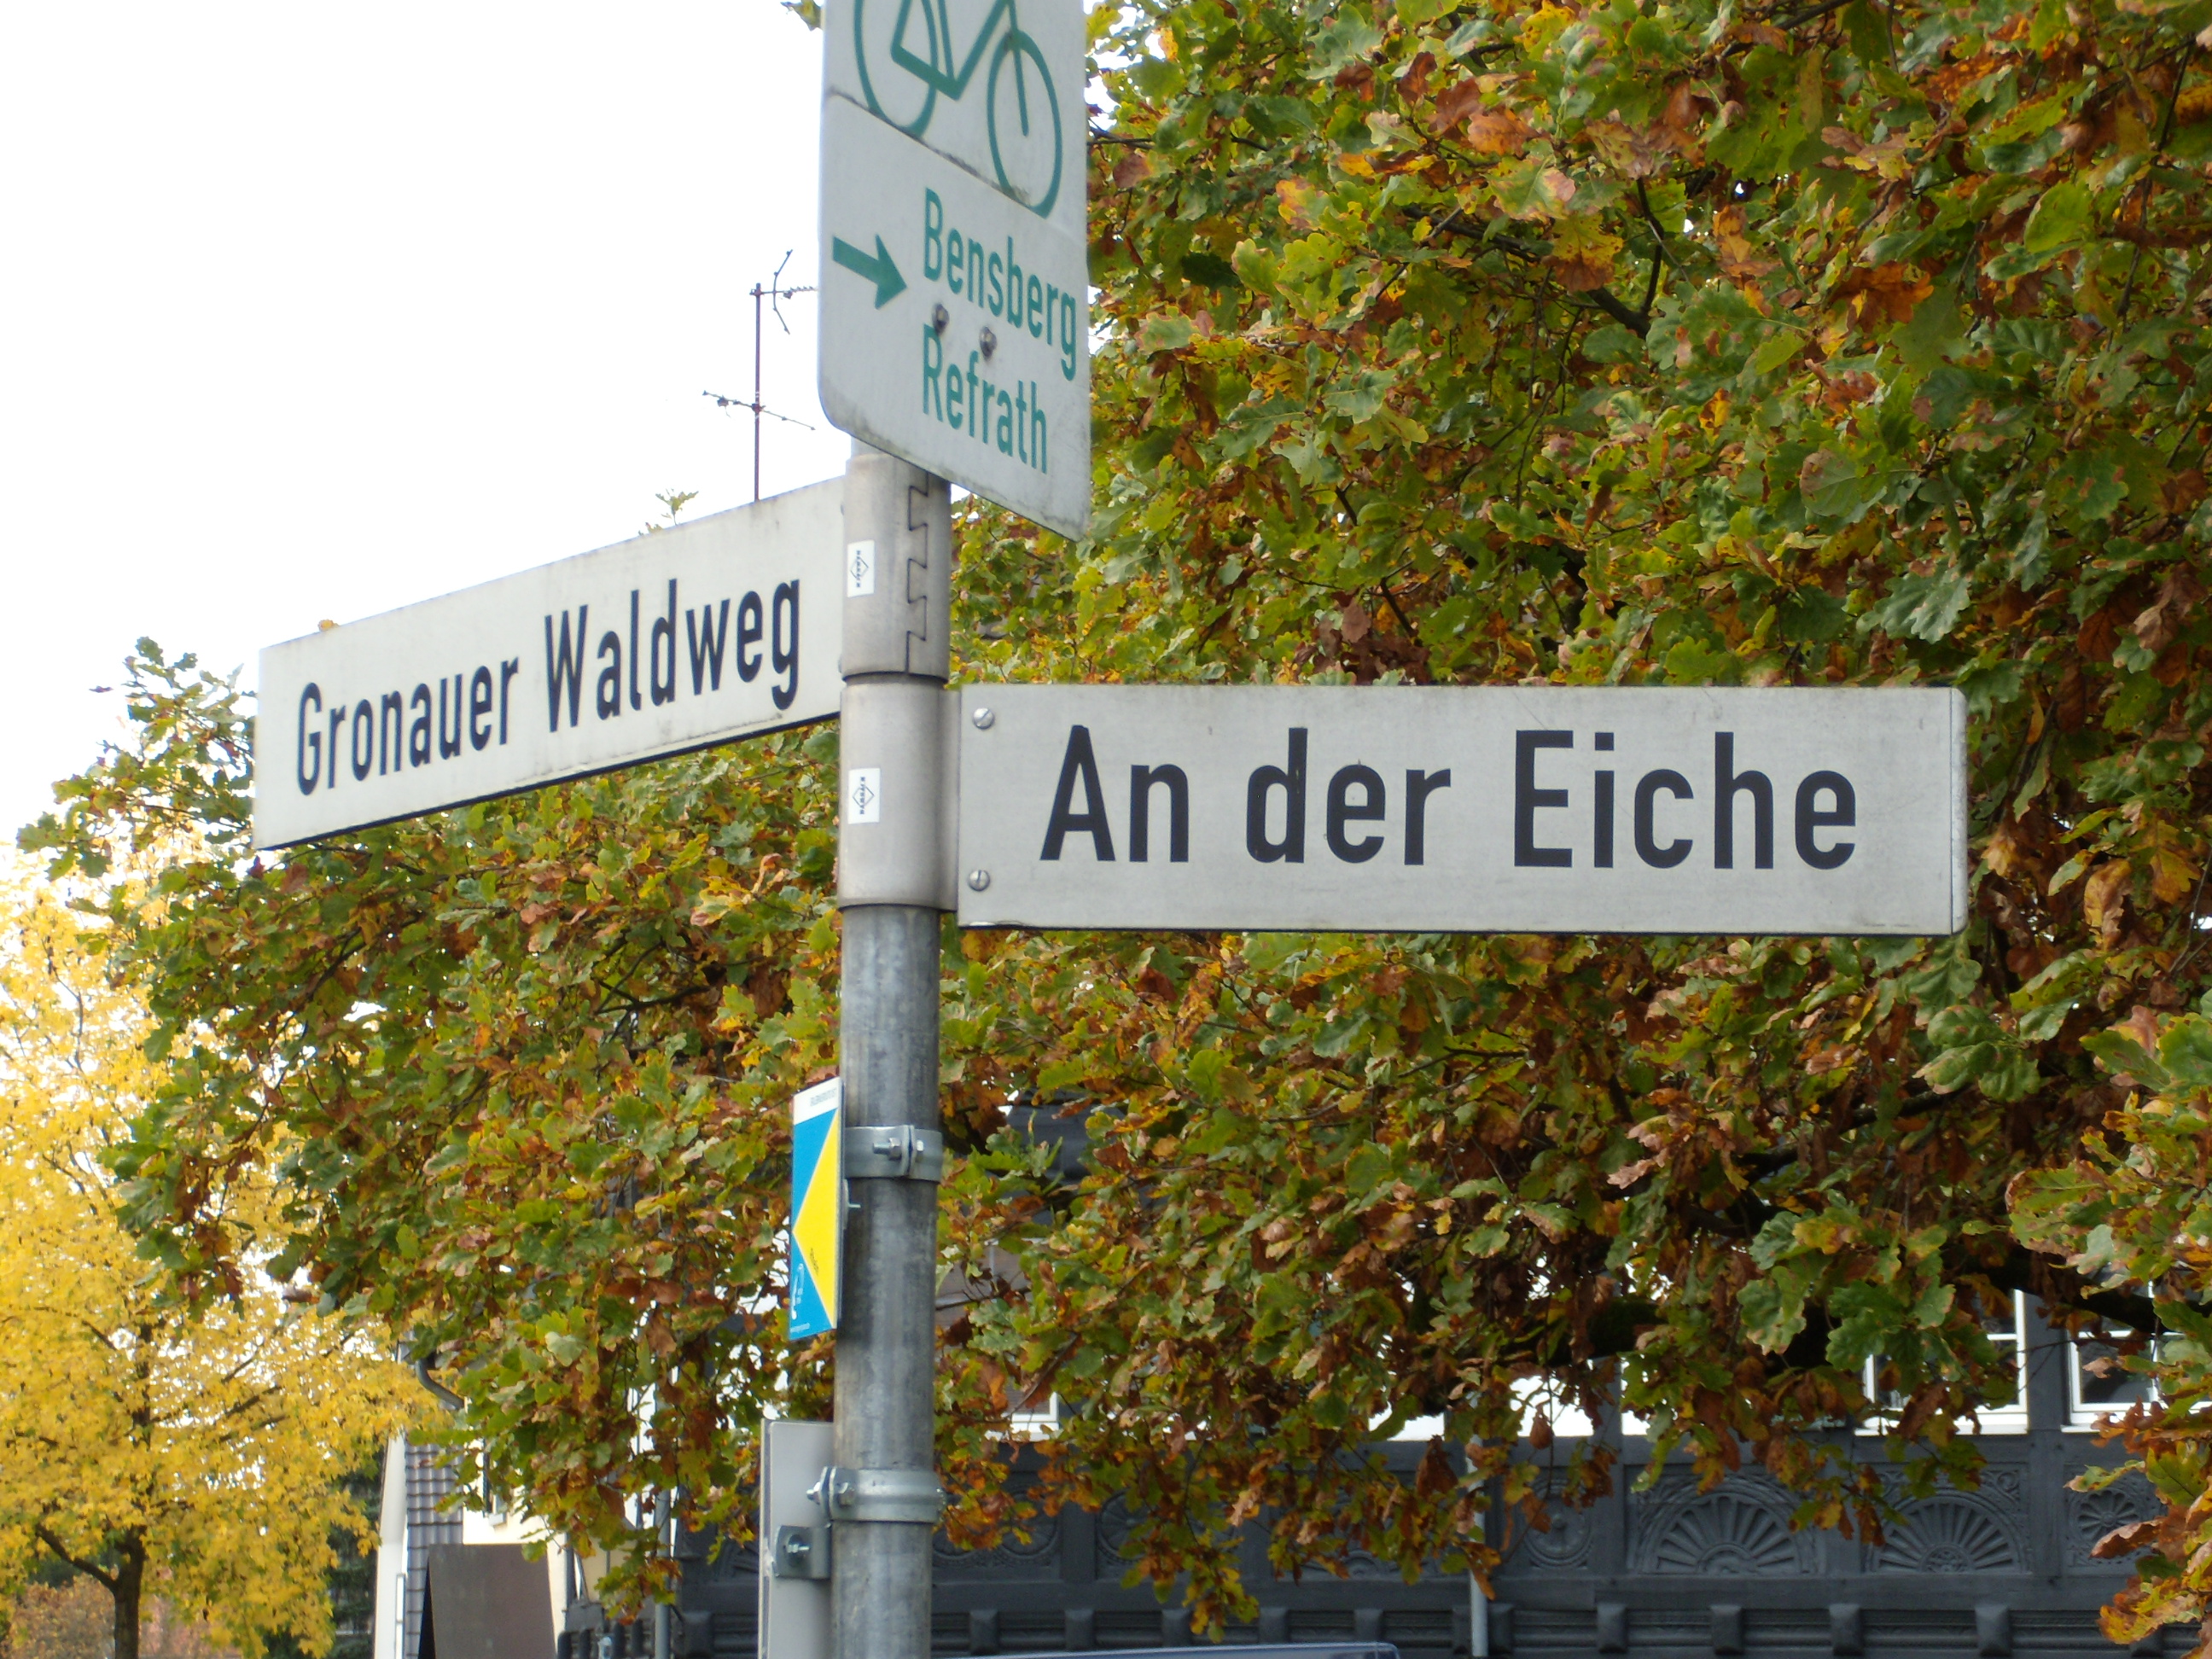 Bensberg
Refrath
Gronauer Waldweg
An der Eiche